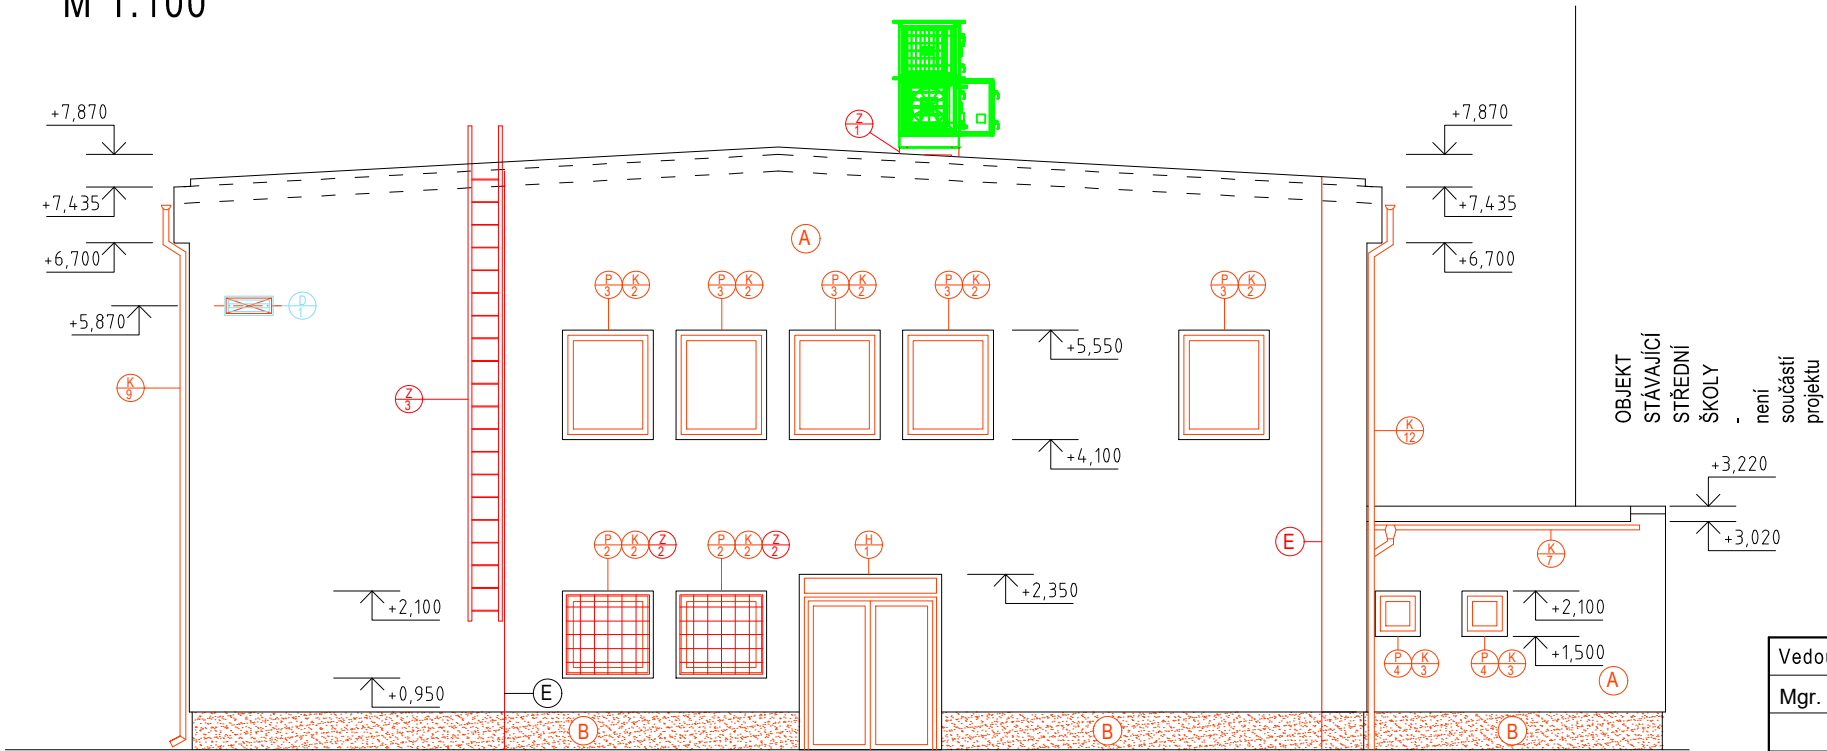 M 1:100
+7,870
+7,435
+6,700
+5,870
K
9
D
1
Z
3
Z
1
A
P
3
K
2
P
3
K
2
P
3
K
2
P
3
K
2
P
3
K
2
+5,550
+4,100
+7,870
+7,435
+6,700
K
12
OBJEKT
STÁVAJÍCÍ
STŘEDNÍ
ŠKOLY
-
není
součástí
projektu
+3,220
+3,020
K
7
E
P
2
K
2
Z
2
P
2
K
2
Z
2
H
1
+2,350
+2,100
+0,950
E
+2,100
+1,500
P
4
K
3
P
4
K
3
A
B
B
B
Mgr.